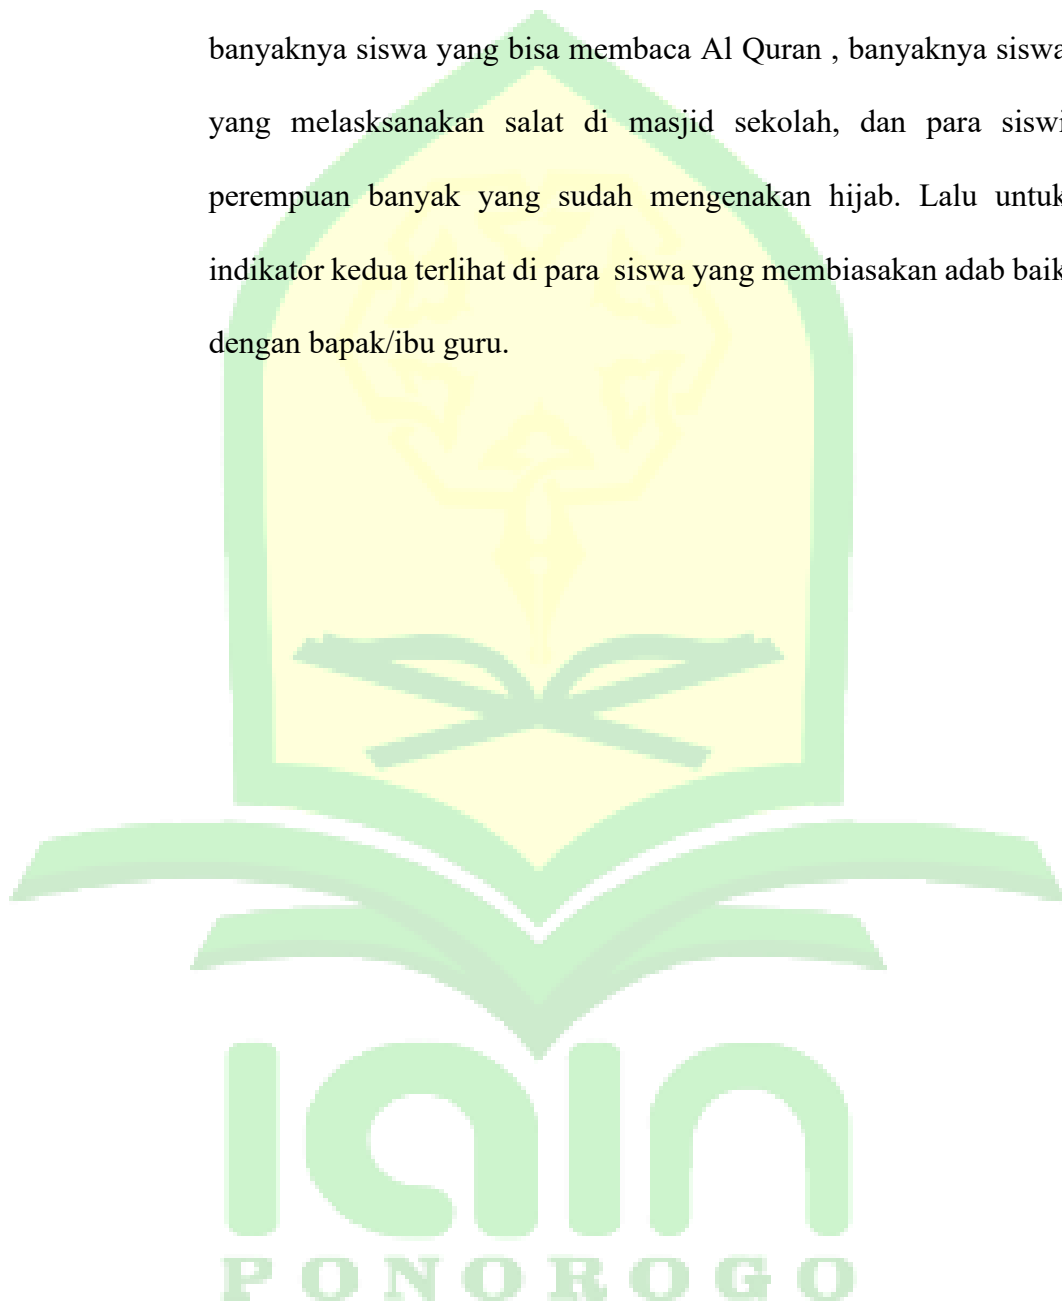 banyaknya siswa yang bisa membaca Al Quran , banyaknya siswa
yang melasksanakan salat di masjid sekolah, dan para siswi
perempuan banyak yang sudah mengenakan hijab. Lalu untuk
indikator kedua terlihat di para  siswa yang membiasakan adab baik
dengan bapak/ibu guru.
iain
PONOROGO